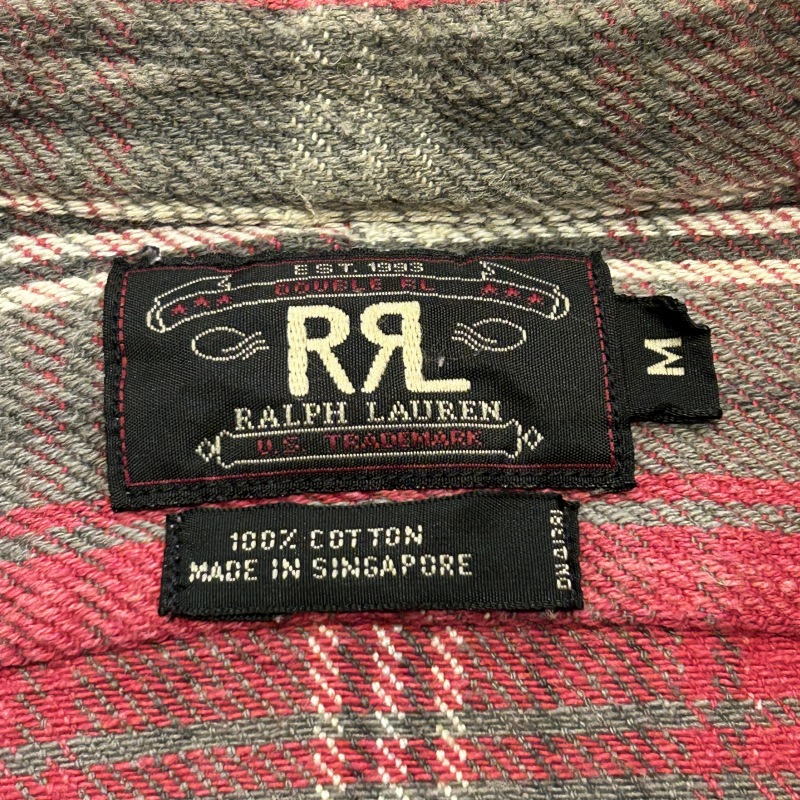 EST. 1993
DOUBLE RL
RRL
RALPH LAUREN
U.S. TRADEMARK
M
100% COTTON
MADE IN SINGAPORE